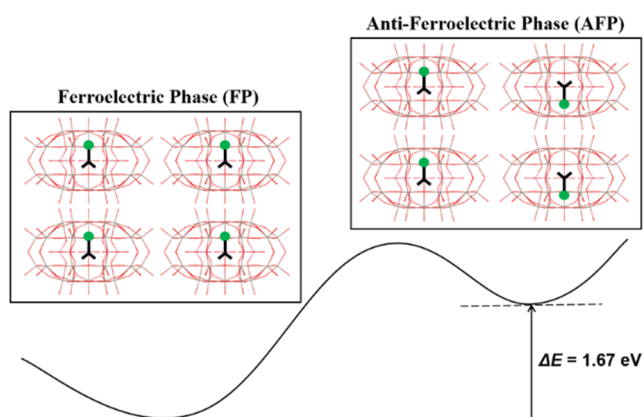 Anti-Ferroelectric Phase (AFP)
Ferroelectric Phase (FP)
ΔE = 1.67 eV